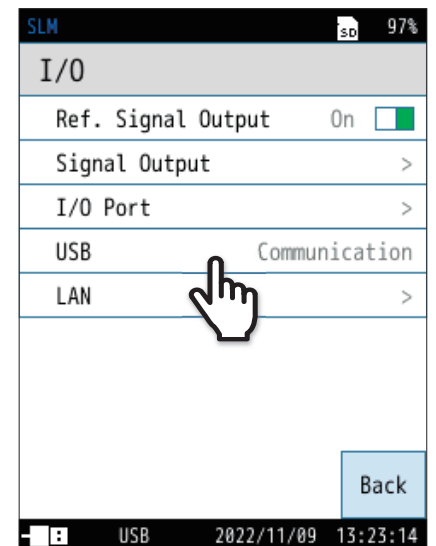 SLM SD 97%
I/O
Ref. Signal Output On
Signal Output >
I/O Port >
USB Communication
LAN >
Back
USB 2022/11/09 13:23:14